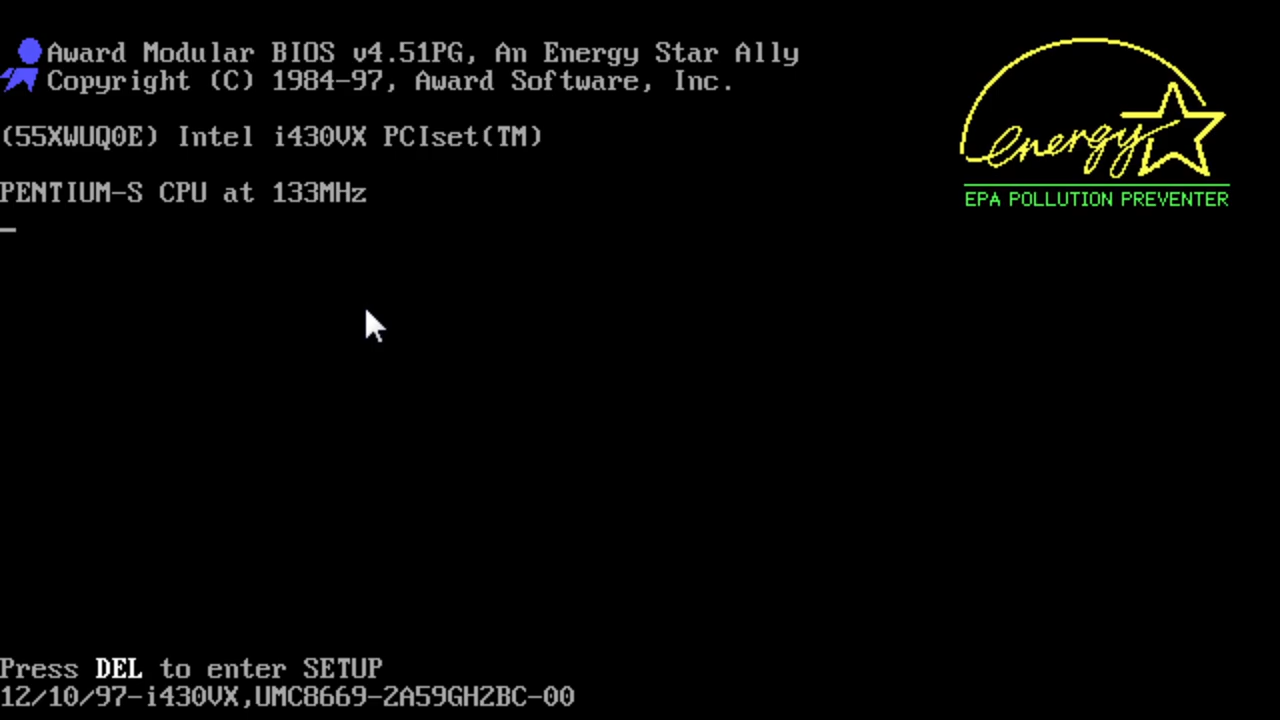 Award Modular BIOS v4.51PG, An Energy Star Ally
Copyright (C) 1984-97, Award Software, Inc.
energy
EPA POLLUTION PREVENTER
(55XWUQ0E) Intel i430VX PCIset(TM)
PENTIUM-S CPU at 133MHz
Press DEL to enter SETUP
12/10/97-i430VX,UMC8669-2A59GH2BC-00